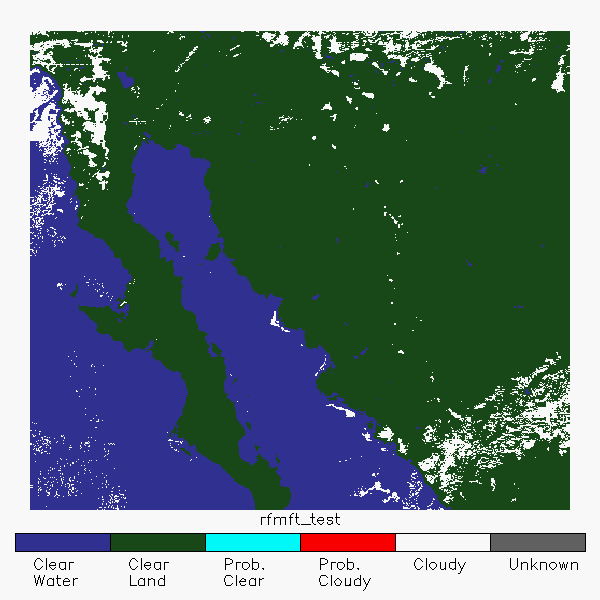 rfmft_test
Clear Water
Clear Land
Prob. Clear
Prob. Cloudy
Cloudy
Unknown